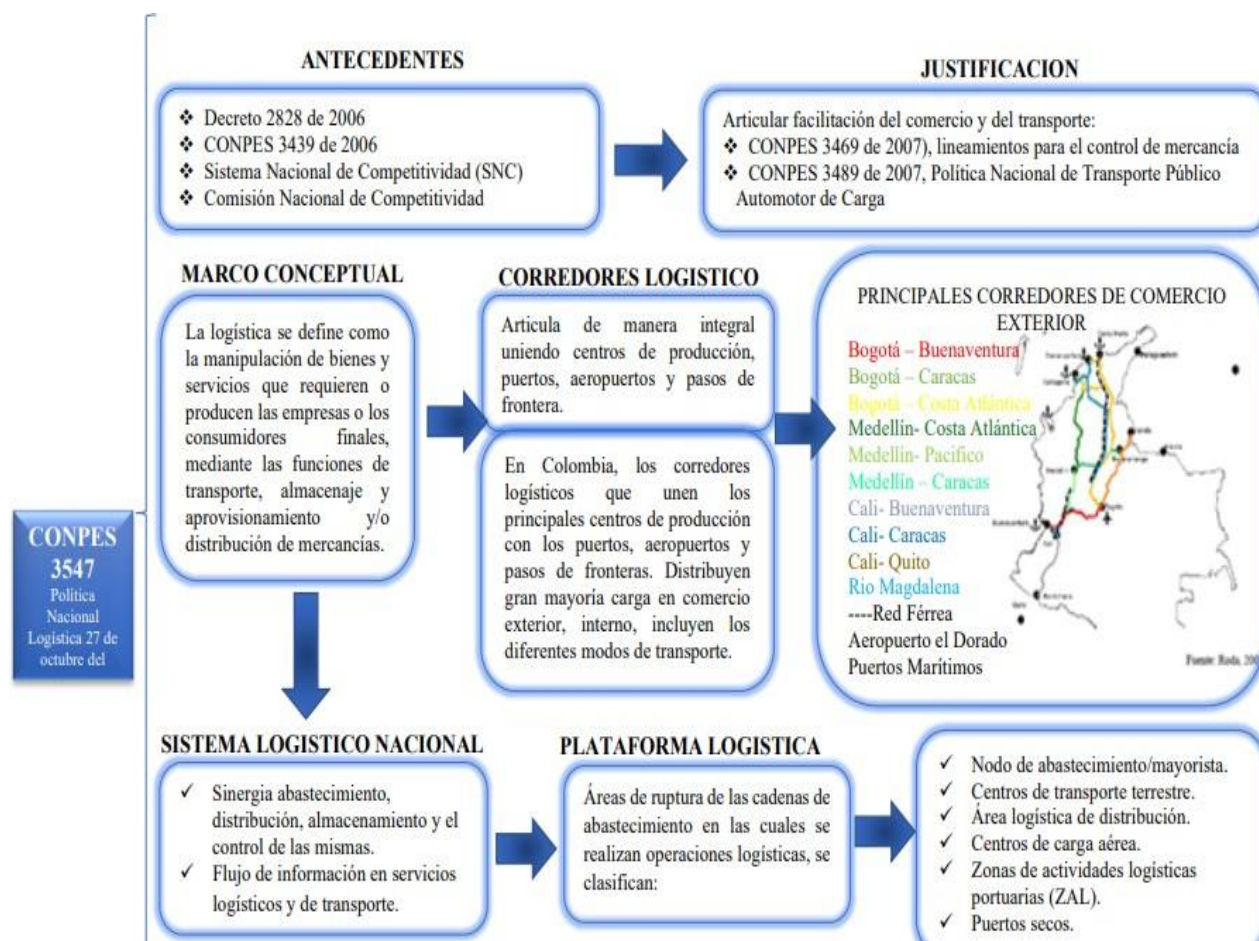 ANTECEDENTES
❖ Decreto 2828 de 2006
❖ CONPES 3439 de 2006
❖ Sistema Nacional de Competitividad (SNC)
❖ Comisión Nacional de Competitividad
JUSTIFICACION
Articular facilitación del comercio y del transporte:
❖ CONPES 3469 de 2007), lineamientos para el control de mercancía
❖ CONPES 3489 de 2007, Política Nacional de Transporte Público
Automotor de Carga
CONPES
3547
Política
Nacional
Logística 27 de
octubre del
MARCO CONCEPTUAL
La logística se define como
la manipulación de bienes y
servicios que requieren o
producen las empresas o los
consumidores finales,
mediante las funciones de
transporte, almacenaje y
aprovisionamiento y/o
distribución de mercancías.
CORREDORES LOGISTICO
Articula de manera integral
uniendo centros de producción,
puertos, aeropuertos y pasos de
frontera.
En Colombia, los corredores
logísticos que unen los
principales centros de producción
con los puertos, aeropuertos y
pasos de fronteras. Distribuyen
gran mayoría carga en comercio
exterior, interno, incluyen los
diferentes modos de transporte.
PRINCIPALES CORREDORES DE COMERCIO
EXTERIOR
Bogotá – Buenaventura
Bogotá – Caracas
Bogotá – Costa Atlántica
Medellín- Costa Atlántica
Medellín- Pacifico
Medellín – Caracas
Cali- Buenaventura
Cali- Caracas
Cali- Quito
Rio Magdalena
----Red Férrea
Aeropuerto el Dorado
Puertos Marítimos
Fuente: Roda, 200
SISTEMA LOGISTICO NACIONAL
✓ Sinergia abastecimiento,
distribución, almacenamiento y el
control de las mismas.
✓ Flujo de información en servicios
logísticos y de transporte.
PLATAFORMA LOGISTICA
Áreas de ruptura de las cadenas de
abastecimiento en las cuales se
realizan operaciones logísticas, se
clasifican:
✓ Nodo de abastecimiento/mayorista.
✓ Centros de transporte terrestre.
✓ Área logística de distribución.
✓ Centros de carga aérea.
✓ Zonas de actividades logísticas
portuarias (ZAL).
✓ Puertos secos.